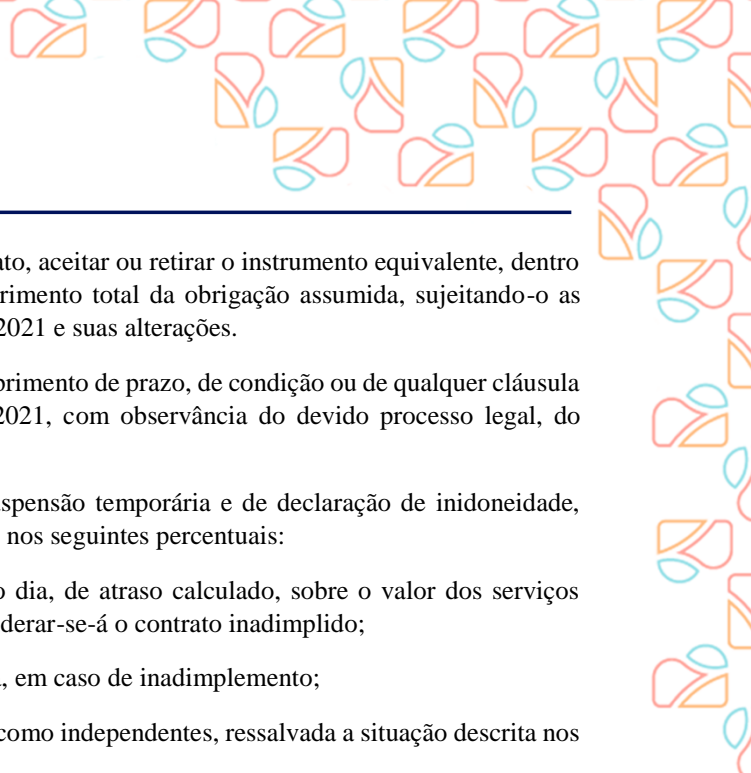 ato, aceitar ou retirar o instrumento equivalente, dentro
rimento total da obrigação assumida, sujeitando-o as
2021 e suas alterações.
primento de prazo, de condição ou de qualquer cláusula
2021, com observância do devido processo legal, do
spensão temporária e de declaração de inidoneidade,
nos seguintes percentuais:
o dia, de atraso calculado, sobre o valor dos serviços
derar-se-á o contrato inadimplido;
, em caso de inadimplemento;
como independentes, ressalvada a situação descrita nos